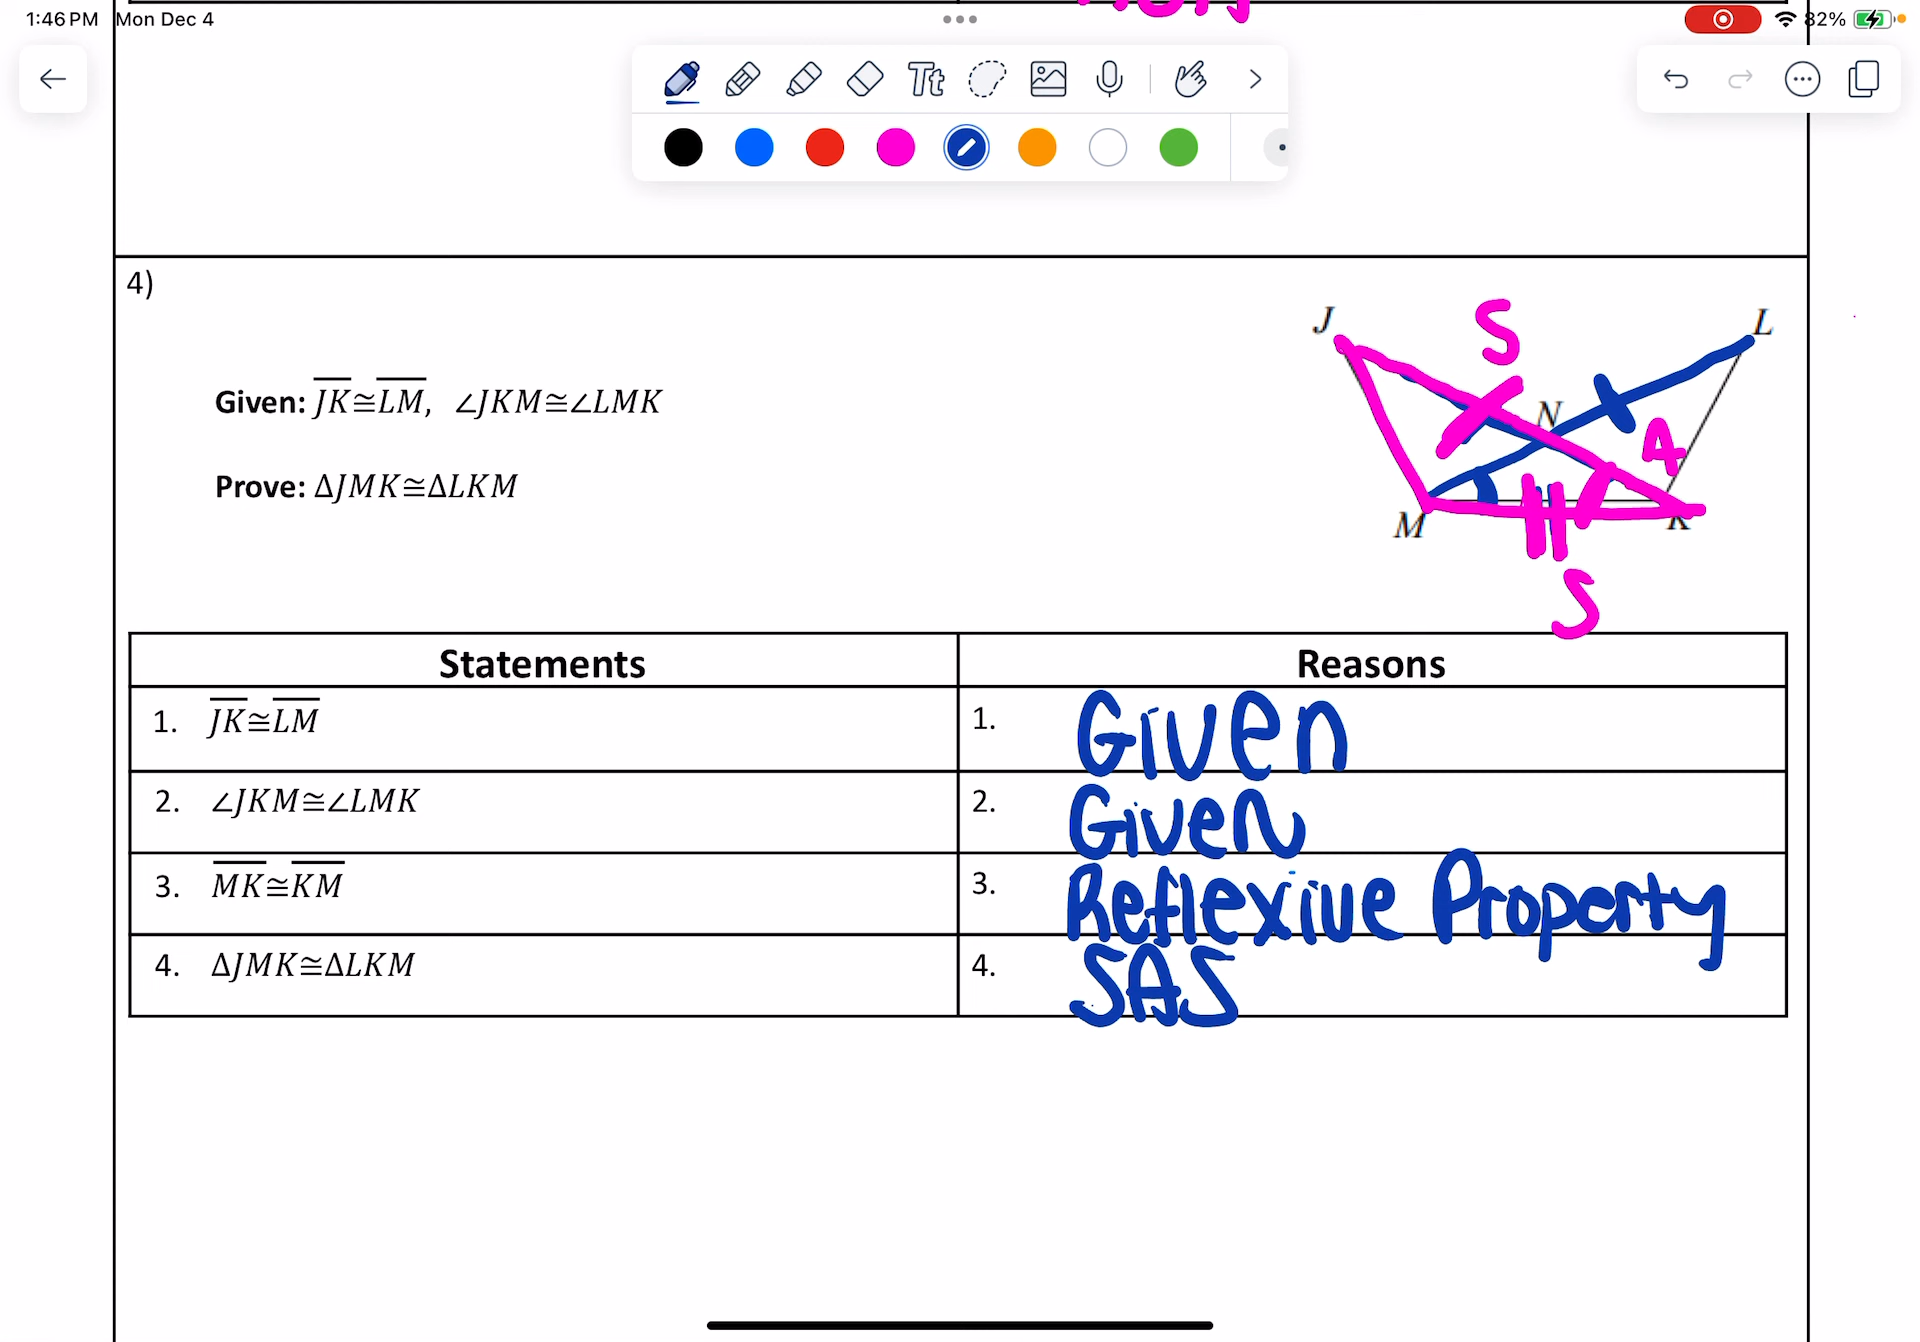 1:46 PM Mon Dec 4
82%
Tt
4)
J
S
L
Given: JK≅LM, ∠JKM≅∠LMK
N
A
Prove: ΔJMK≅ΔLKM
M
K
S
Statements Reasons
1. JK≅LM 1. Given
2. ∠JKM≅∠LMK 2. Given
3. MK≅KM 3. Reflexive Property
4. ΔJMK≅ΔLKM 4. SAS